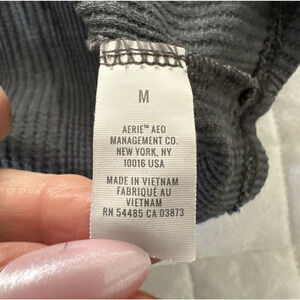 M
AERIE™ AEO
MANAGEMENT CO.
NEW YORK, NY
10016 USA
MADE IN VIETNAM
FABRIQUÉ AU
VIETNAM
RN 54485 CA 03873